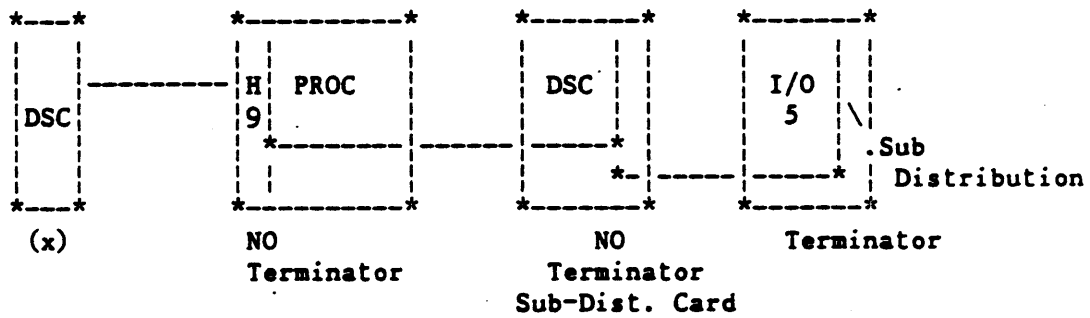 H PROC DSC I/O
DSC 9 5
.Sub
Distribution
(x) NO NO Terminator
Terminator Terminator
Sub-Dist. Card